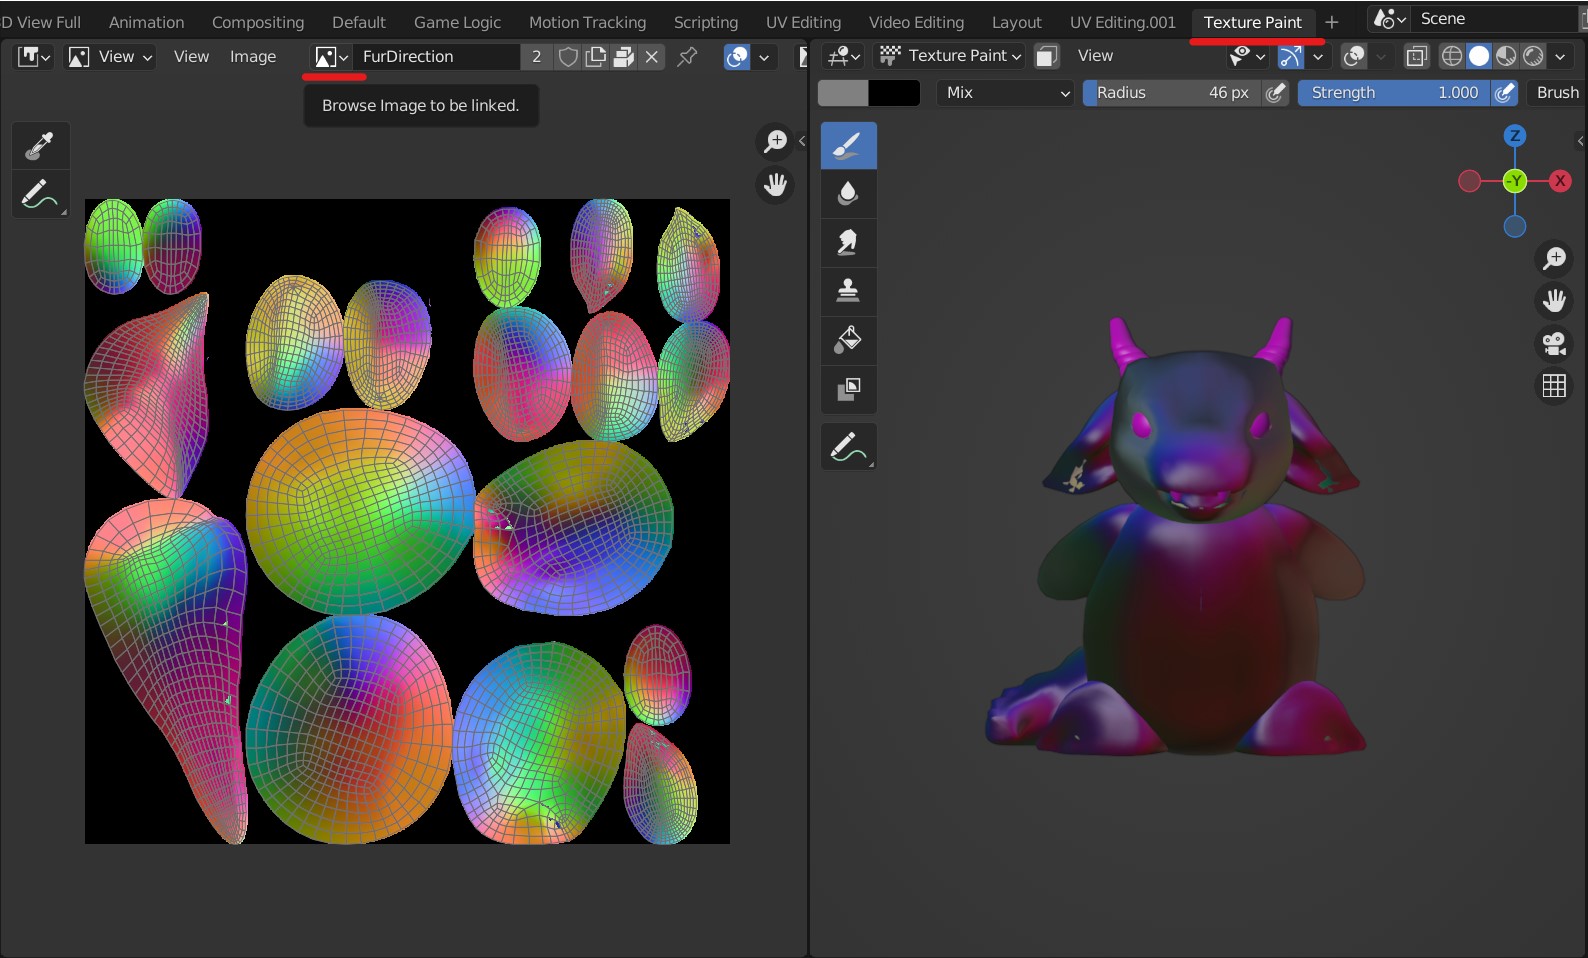 D View Full Animation Compositing Default Game Logic Motion Tracking Scripting UV Editing Video Editing Layout UV Editing.001 Texture Paint + Scene
View View Image FurDirection 2 Texture Paint View
Mix Radius 46 px Strength 1.000 Brush
Browse Image to be linked.
Z
-Y X